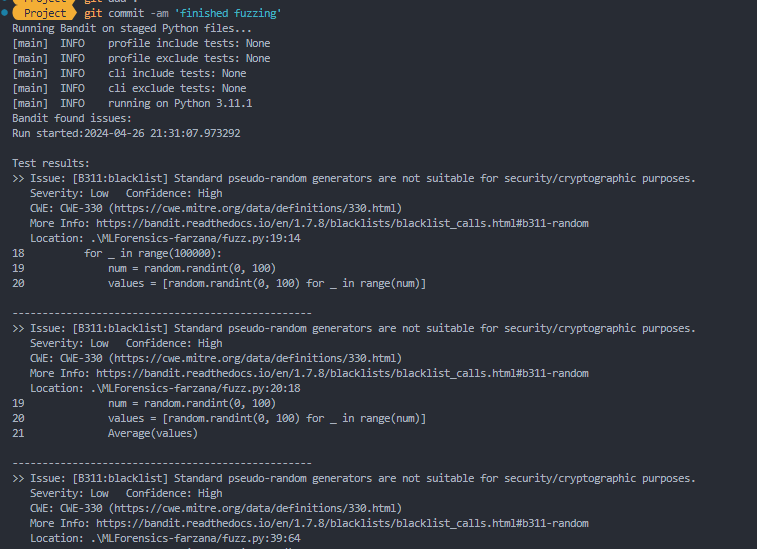 Project
Project git commit -am 'finished fuzzing'
Running Bandit on staged Python files...
[main]  INFO    profile include tests: None
[main]  INFO    profile exclude tests: None
[main]  INFO    cli include tests: None
[main]  INFO    cli exclude tests: None
[main]  INFO    running on Python 3.11.1
Bandit found issues:
Run started:2024-04-26 21:31:07.973292
Test results:
>> Issue: [B311:blacklist] Standard pseudo-random generators are not suitable for security/cryptographic purposes.
   Severity: Low   Confidence: High
   CWE: CWE-330 (https://cwe.mitre.org/data/definitions/330.html)
   More Info: https://bandit.readthedocs.io/en/1.7.8/blacklists/blacklist_calls.html#b311-random
   Location: .\MLForensics-farzana/fuzz.py:19:14
18          for _ in range(100000):
19              num = random.randint(0, 100)
20              values = [random.randint(0, 100) for _ in range(num)]
--------------------------------------------------
>> Issue: [B311:blacklist] Standard pseudo-random generators are not suitable for security/cryptographic purposes.
   Severity: Low   Confidence: High
   CWE: CWE-330 (https://cwe.mitre.org/data/definitions/330.html)
   More Info: https://bandit.readthedocs.io/en/1.7.8/blacklists/blacklist_calls.html#b311-random
   Location: .\MLForensics-farzana/fuzz.py:20:18
19              num = random.randint(0, 100)
20              values = [random.randint(0, 100) for _ in range(num)]
21              Average(values)
--------------------------------------------------
>> Issue: [B311:blacklist] Standard pseudo-random generators are not suitable for security/cryptographic purposes.
   Severity: Low   Confidence: High
   CWE: CWE-330 (https://cwe.mitre.org/data/definitions/330.html)
   More Info: https://bandit.readthedocs.io/en/1.7.8/blacklists/blacklist_calls.html#b311-random
   Location: .\MLForensics-farzana/fuzz.py:39:64